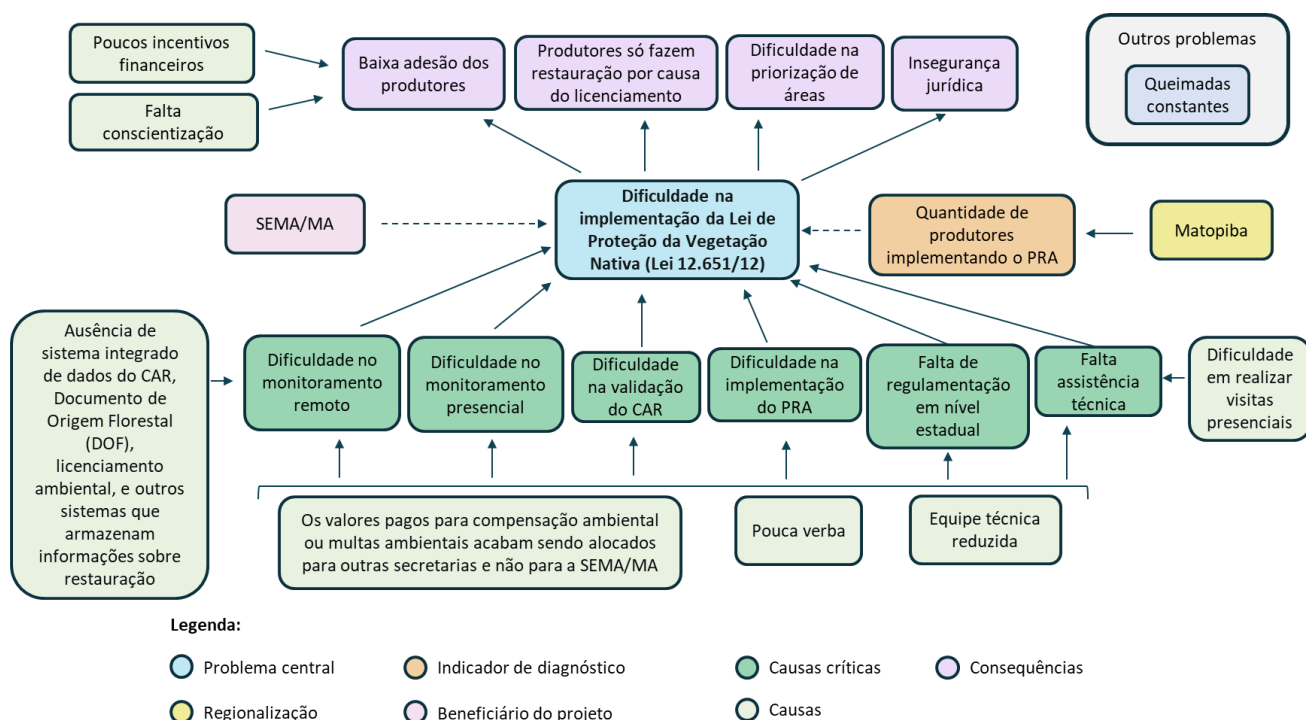 Poucos incentivos
financeiros
Falta
conscientização
Baixa adesão dos
produtores
Produtores só fazem
restauração por causa
do licenciamento
Dificuldade na
priorização de
áreas
Insegurança
jurídica
Outros problemas
Queimadas
constantes
SEMA/MA
Dificuldade na
implementação da Lei de
Proteção da Vegetação
Nativa (Lei 12.651/12)
Quantidade de
produtores
implementando o PRA
Matopiba
Ausência de
sistema integrado
de dados do CAR,
Documento de
Origem Florestal
(DOF),
licenciamento
ambiental, e outros
sistemas que
armazenam
informações sobre
restauração
Dificuldade no
monitoramento
remoto
Dificuldade no
monitoramento
presencial
Dificuldade
na validação
do CAR
Dificuldade na
implementação
do PRA
Falta de
regulamentação
em nível
estadual
Falta
assistência
técnica
Dificuldade
em realizar
visitas
presenciais
Os valores pagos para compensação ambiental
ou multas ambientais acabam sendo alocados
para outras secretarias e não para a SEMA/MA
Pouca verba
Equipe técnica
reduzida
Legenda:
Problema central
Indicador de diagnóstico
Causas críticas
Consequências
Regionalização
Beneficiário do projeto
Causas